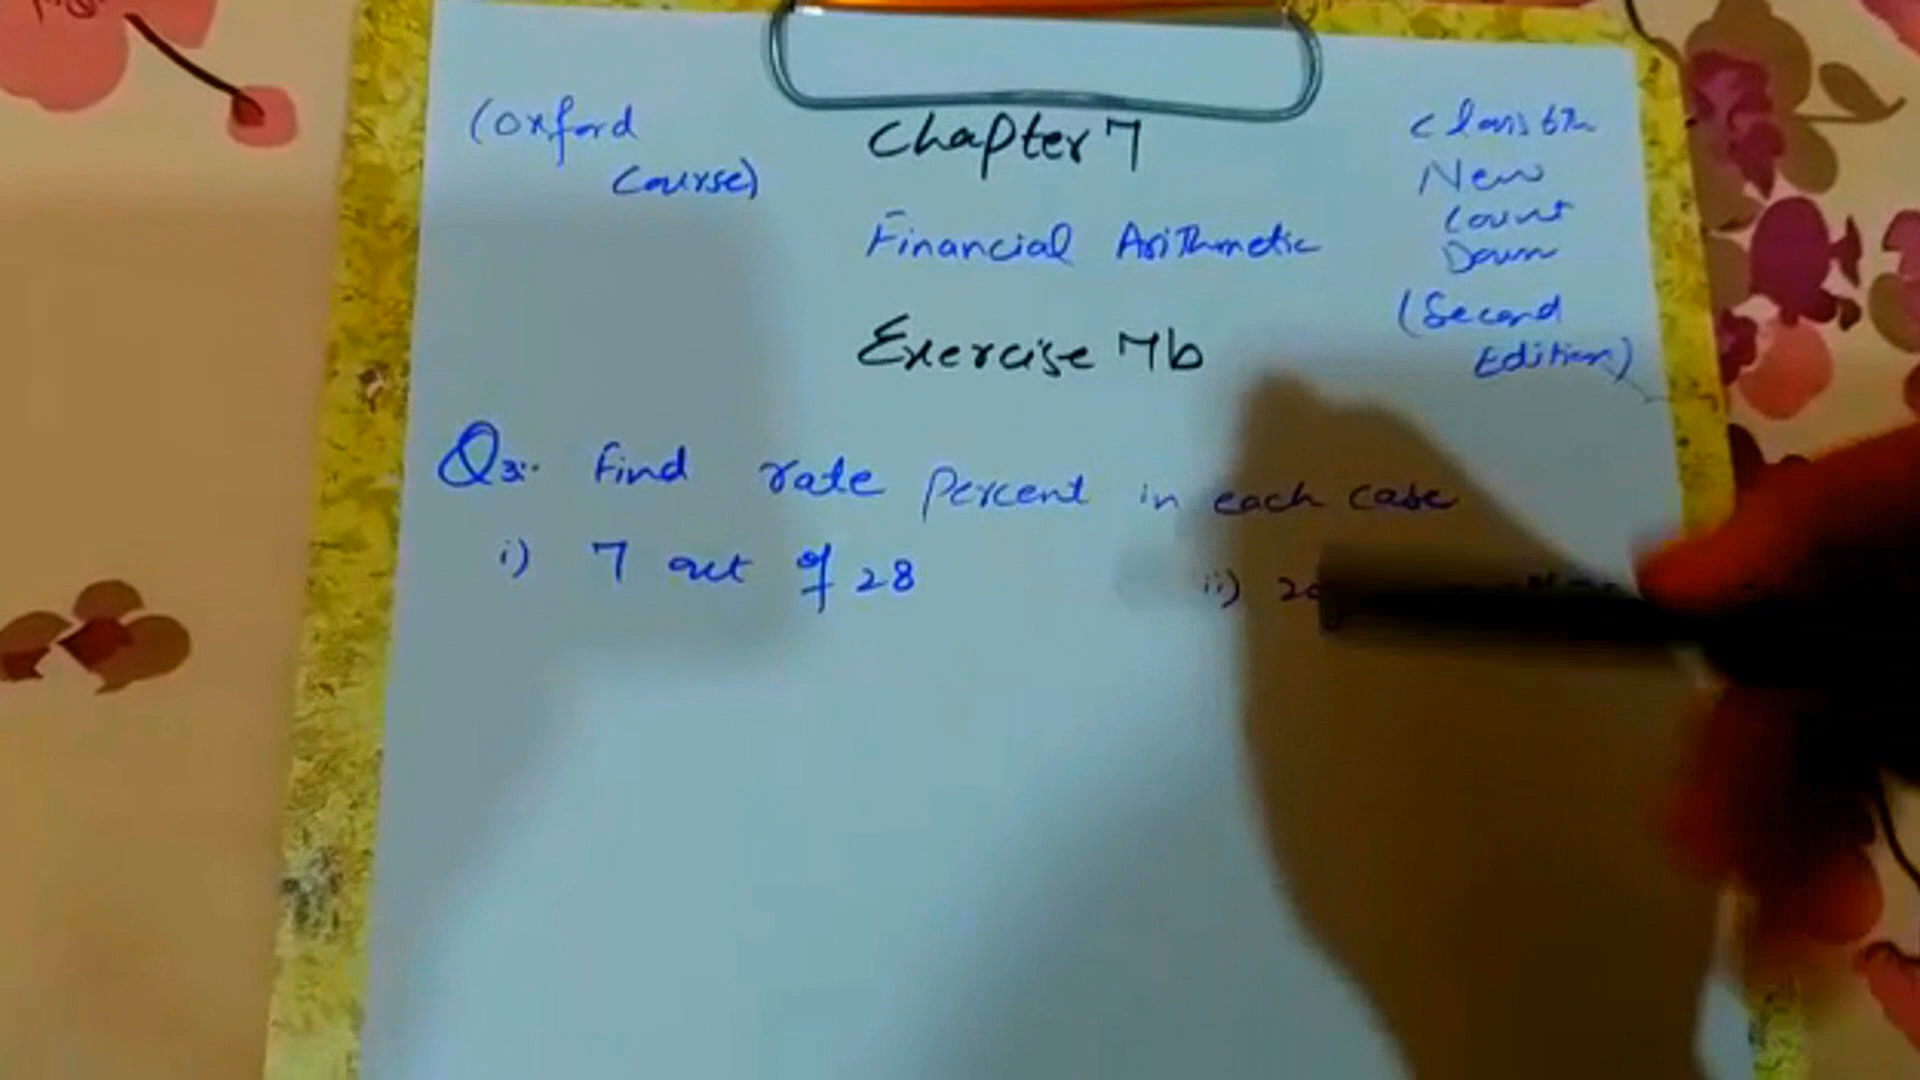 (Oxford
Course)
Chapter 7
Financial Arithmetic
Exercise 7b
Class 6th
New
Count
Down
(Second
Edition)
Q3:- Find rate percent in each case
i) 7 out of 28
ii)